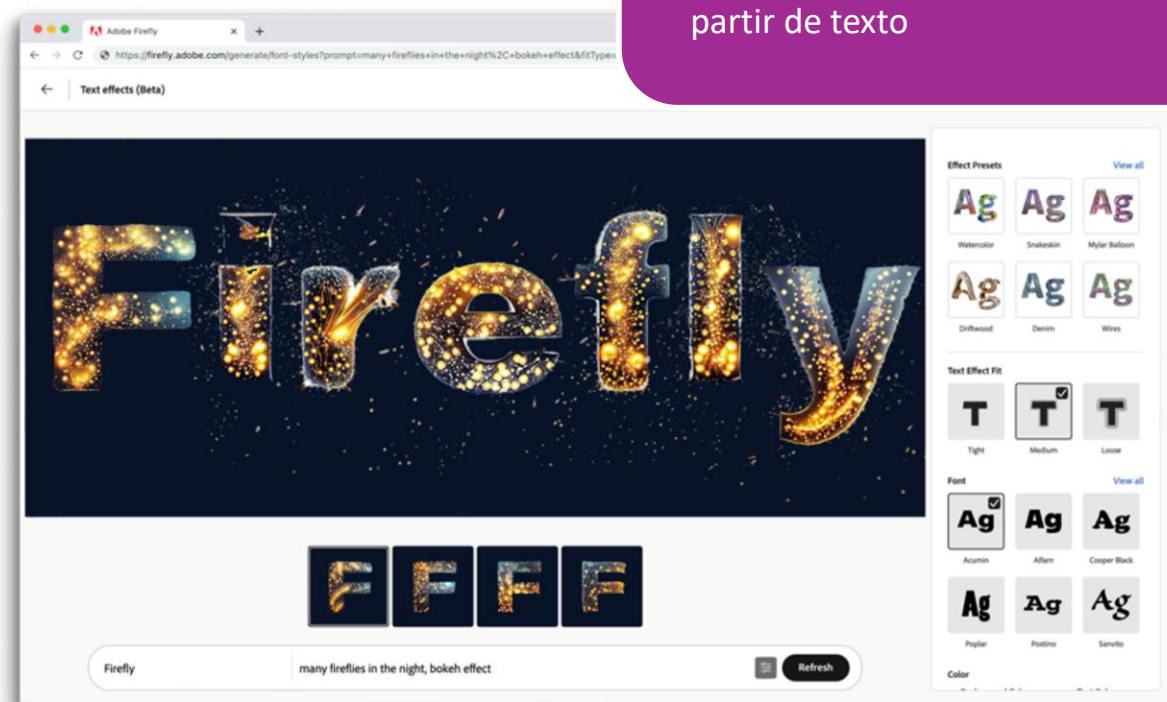 partir de texto
Adobe Firefly
https://firefly.adobe.com/generate/font-styles?prompt=many+fireflies+in+the+night%2C+bokeh+effect&fitType=
Text effects (Beta)
Firefly
Effect Presets
View all
Ag Ag Ag
Watercolor Snakeskin Mylar Balloon
Ag Ag Ag
Driftwood Denim Wires
Text Effect Fit
T T T
Tight Medium Loose
Font
View all
Ag Ag Ag
Acumin Alfarn Cooper Black
Ag Ag Ag
Poplar Postino Sanvito
Color
F F F F
Firefly
many fireflies in the night, bokeh effect
Refresh